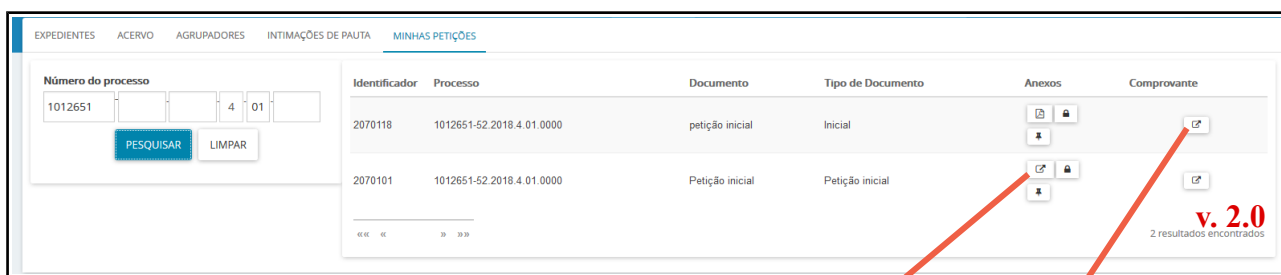 EXPEDIENTES ACERVO AGRUPADORES INTIMAÇÕES DE PAUTA MINHAS PETIÇÕES
Número do processo
1012651 - - - 4 - 01 -
PESQUISAR LIMPAR
Identificador Processo Documento Tipo de Documento Anexos Comprovante
2070118 1012651-52.2018.4.01.0000 petição inicial Inicial
2070101 1012651-52.2018.4.01.0000 Petição inicial Petição inicial
«« « » »»
v. 2.0
2 resultados encontrados